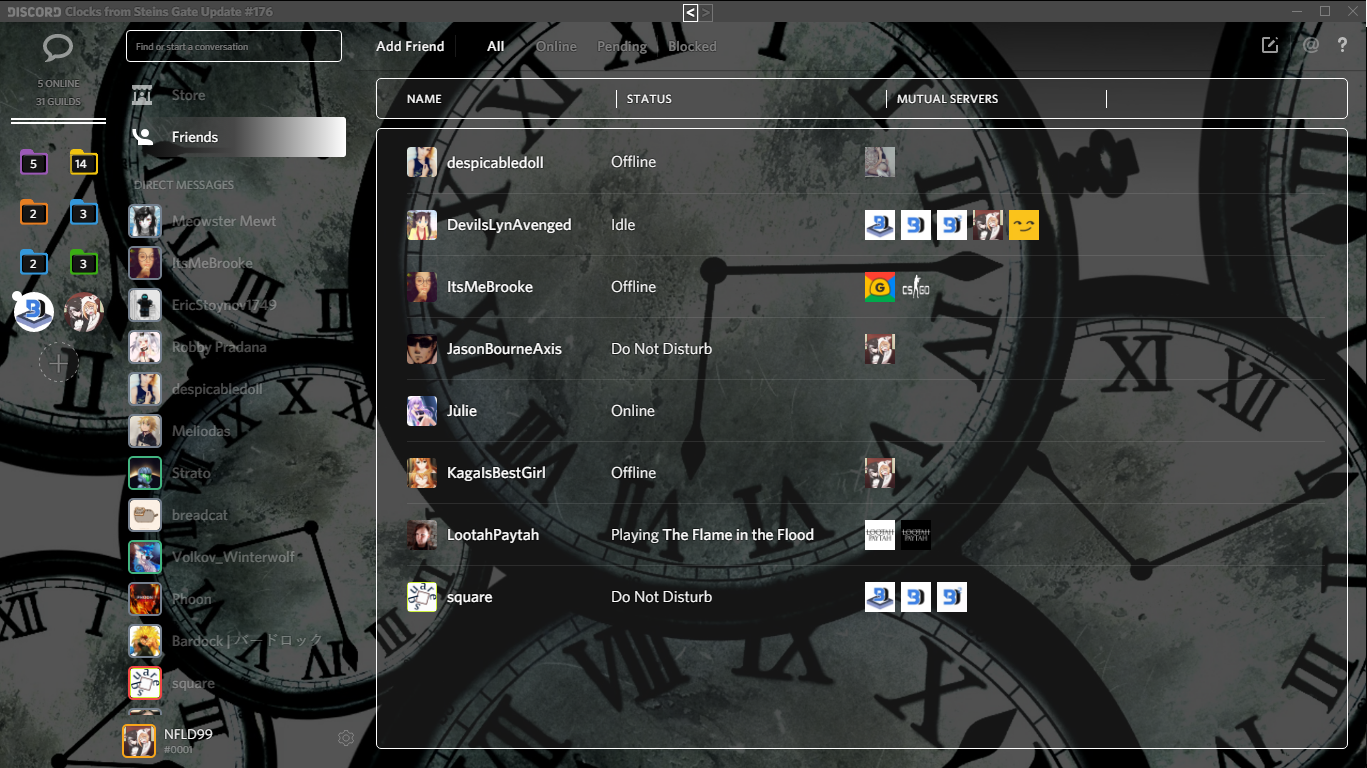 DISCORD Clocks from Steins Gate Update #176
< >
5 ONLINE
31 GUILDS
5 14
2 3
2 3
Find or start a conversation
Store
Friends
DIRECT MESSAGES
Meowster Mewt
ItsMeBrooke
EricStoynov1749
Robby Pradana
despicabledoll
Meliodas
Strato
breadcat
Volkov_Winterwolf
Phoon
Bardock | バードロック
square
NFLD99
#0001
Add Friend All Online Pending Blocked
@ ?
NAME STATUS MUTUAL SERVERS
despicabledoll Offline
DevilsLynAvenged Idle
ItsMeBrooke Offline G CS GO
JasonBourneAxis Do Not Disturb
Jùlie Online
KagaIsBestGirl Offline
LootahPaytah Playing The Flame in the Flood LOOTAH PAYTAH LOOTAH PAYTAH
square Do Not Disturb